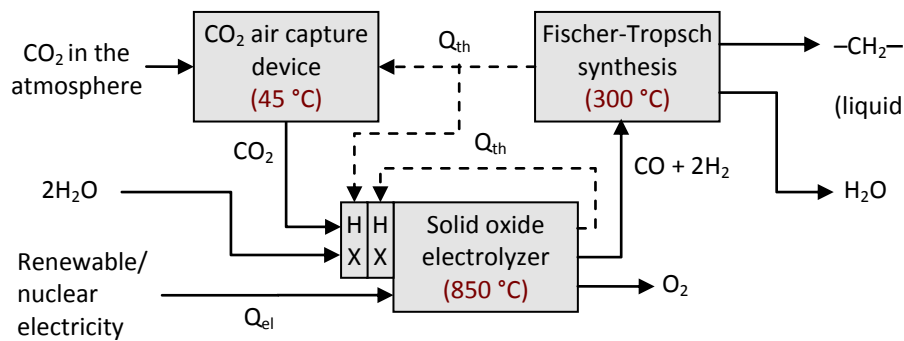 CO₂ in the
atmosphere
CO₂ air capture
device
(45 °C)
Qth
Fischer-Tropsch
synthesis
(300 °C)
–CH₂–
(liquid
CO₂
Qth
CO + 2H₂
2H₂O
H₂O
H
X
H
X
Solid oxide
electrolyzer
(850 °C)
Renewable/
nuclear
electricity
Qel
O₂